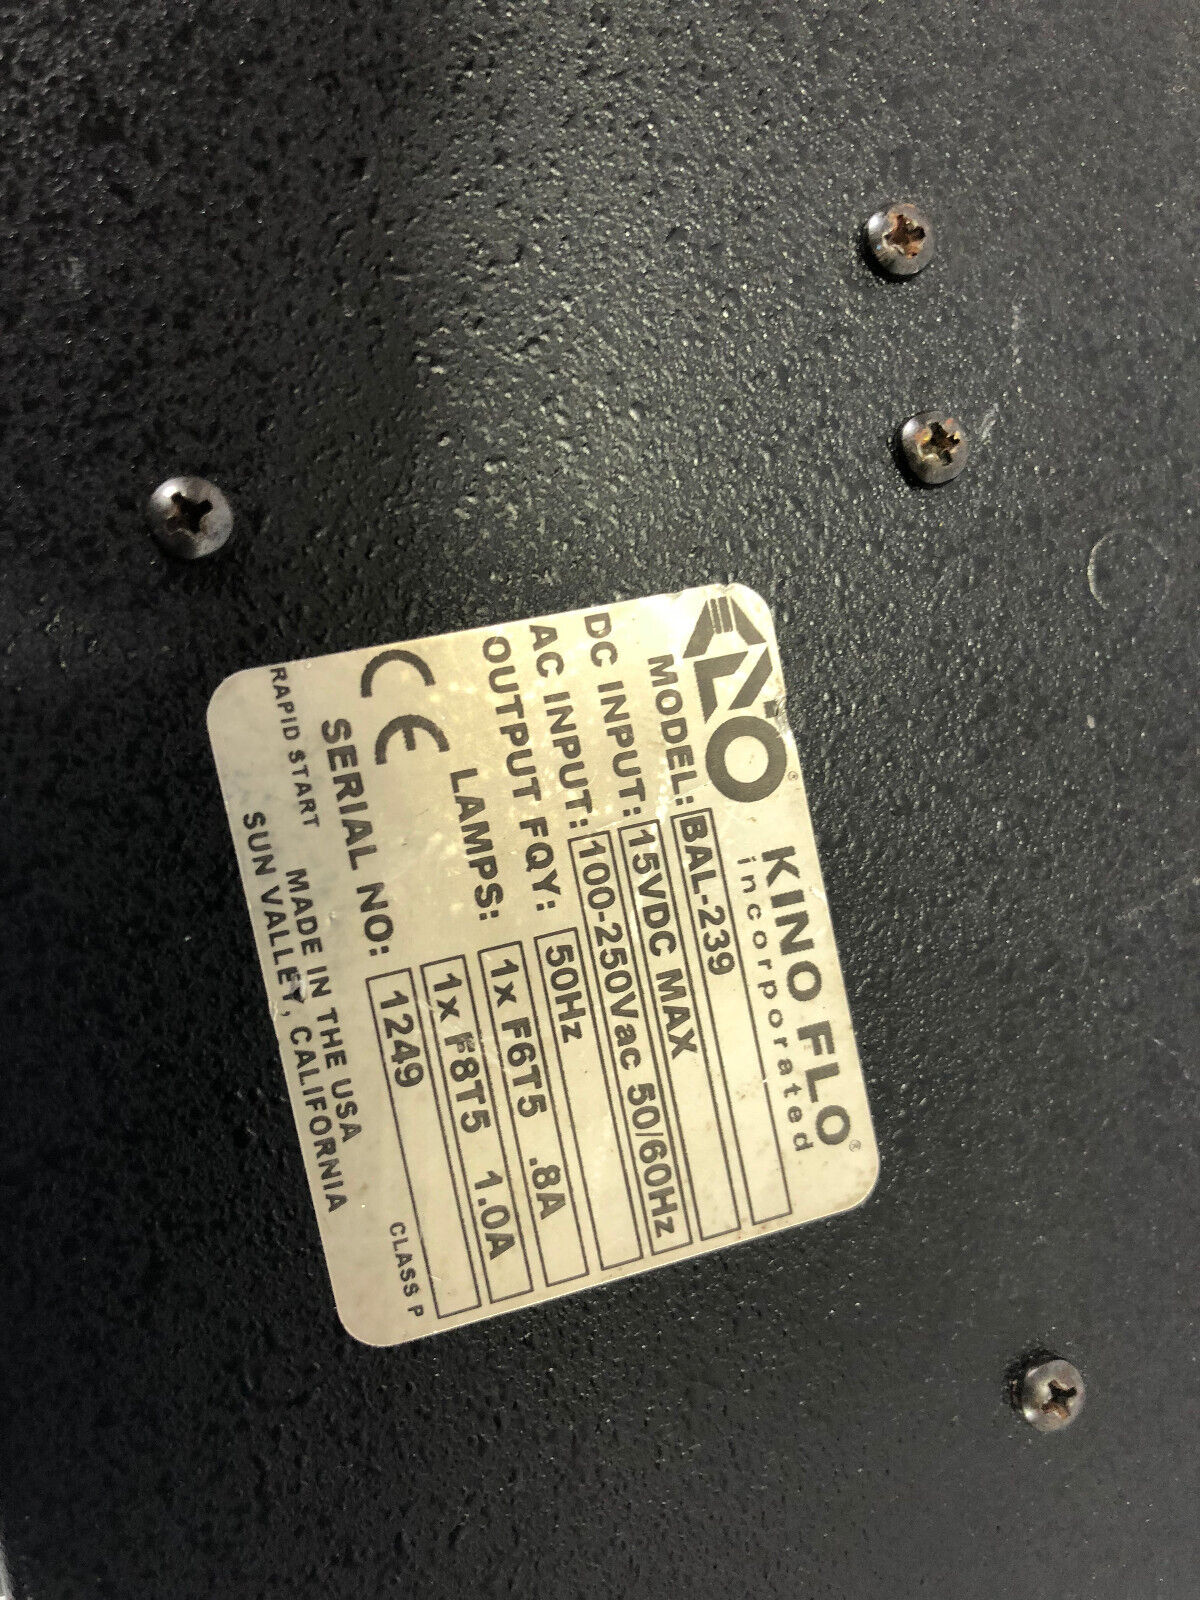 KINO FLO®
incorporated
®
MODEL: BAL-239
DC INPUT: 15VDC MAX
AC INPUT: 100-250Vac 50/60Hz
OUTPUT FQY: 50Hz
LAMPS: 1x F6T5 .8A
1x F8T5 1.0A
CE
SERIAL NO: 1249
RAPID START MADE IN THE USA CLASS P
SUN VALLEY, CALIFORNIA